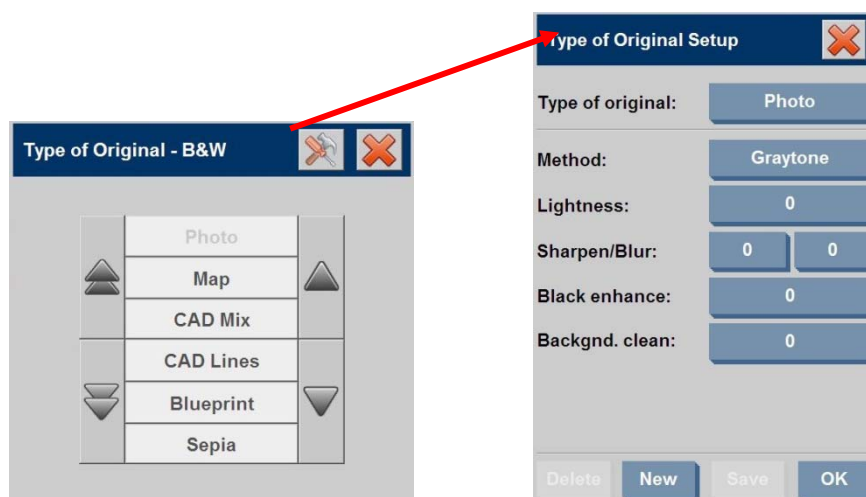 Type of Original - B&W
Photo
Map
CAD Mix
CAD Lines
Blueprint
Sepia
Type of Original Setup
Type of original: Photo
Method: Graytone
Lightness: 0
Sharpen/Blur: 0 0
Black enhance: 0
Backgnd. clean: 0
Delete New Save OK